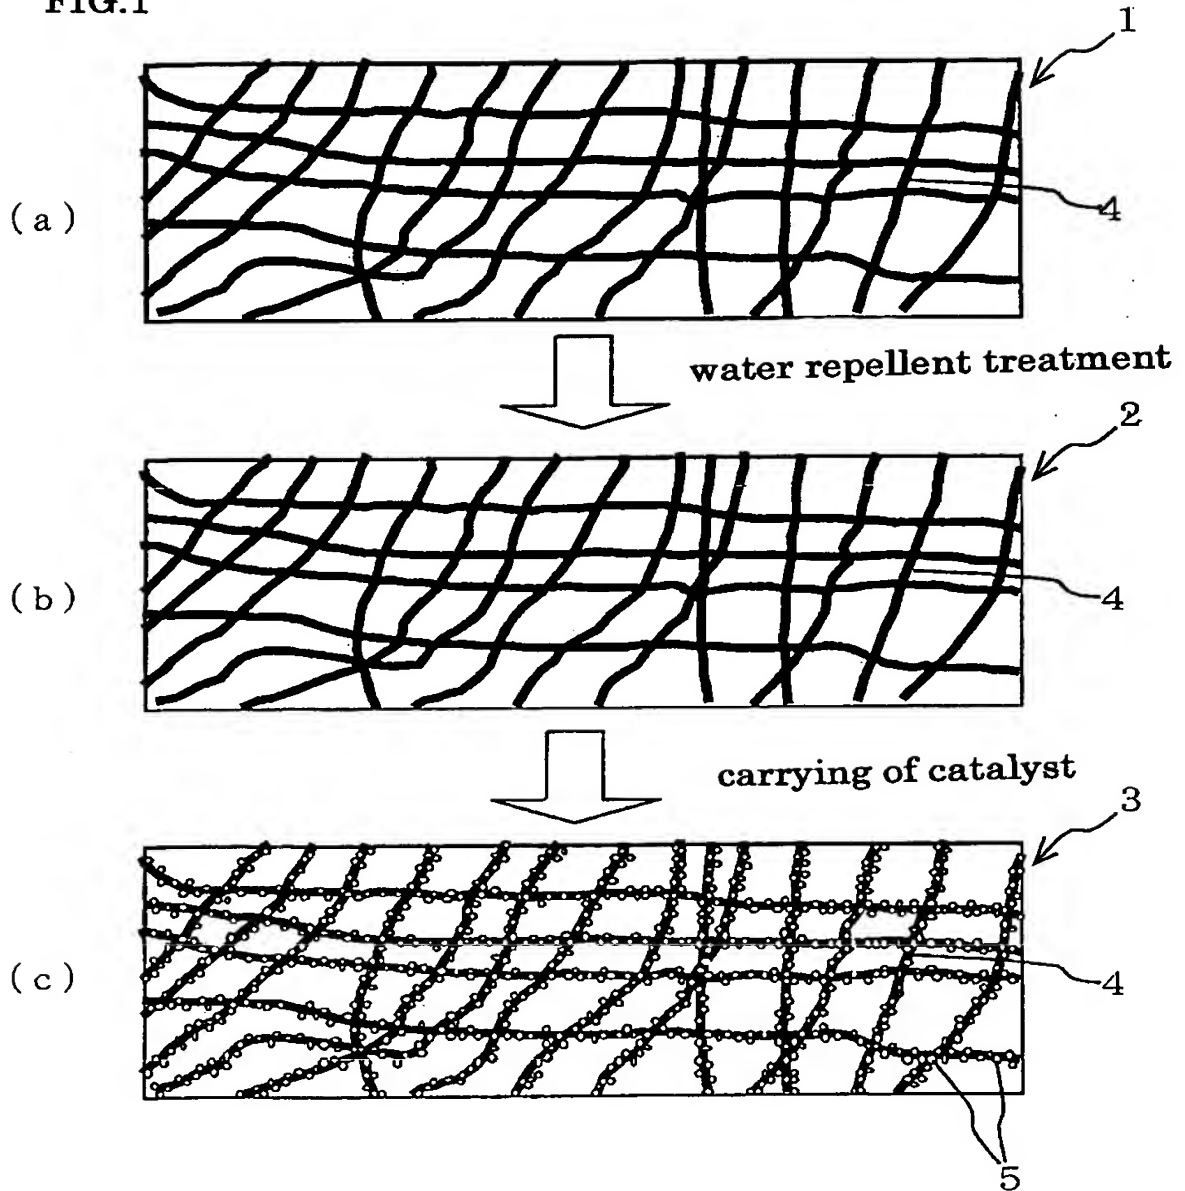 FIG.1
1
(a)
4
water repellent treatment
2
(b)
4
carrying of catalyst
3
(c)
4
5